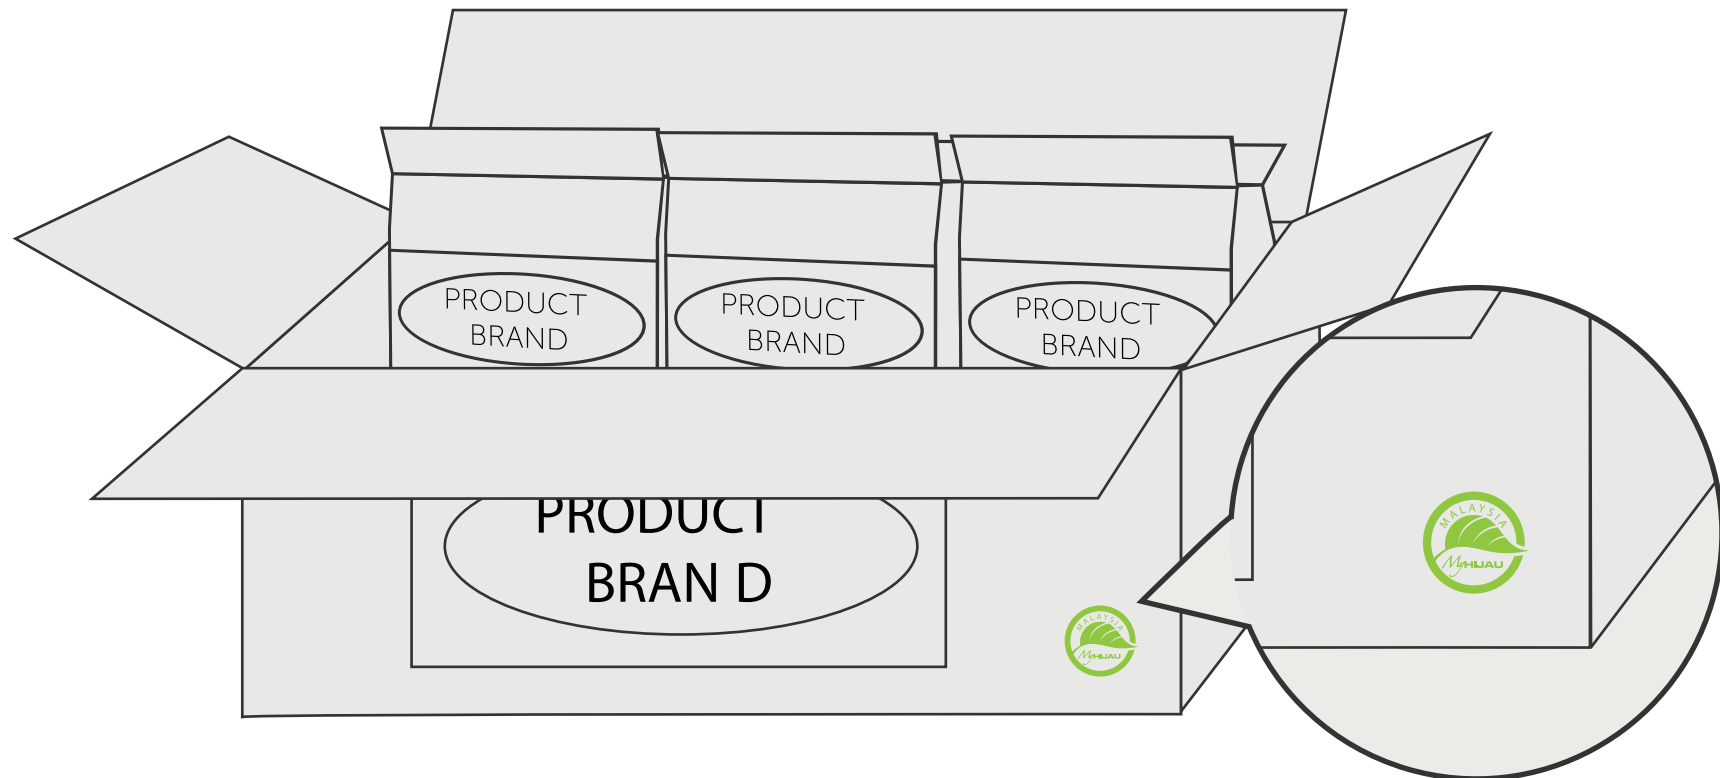 PRODUCT
BRAND
PRODUCT
BRAND
PRODUCT
BRAND
PRODUCT
BRAN D
MALAYSIA
MyHIJAU
MALAYSIA
MyHIJAU